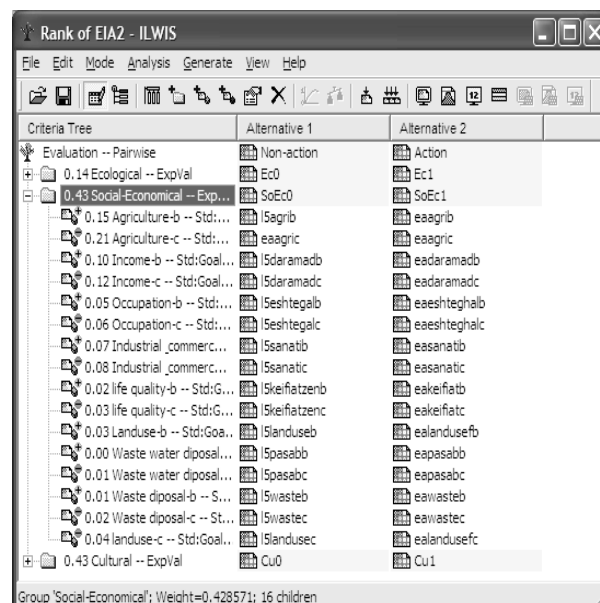 Rank of EIA2 - ILWIS
File Edit Mode Analysis Generate View Help
Criteria Tree Alternative 1 Alternative 2
Evaluation -- Pairwise Non-action Action
0.14 Ecological -- ExpVal Ec0 Ec1
0.43 Social-Economical -- Exp... SoEc0 SoEc1
0.15 Agriculture-b -- Std:... l5agrib eaagrib
0.21 Agriculture-c -- Std:... eaagric eaagric
0.10 Income-b -- Std:Goal... l5daramadb eadaramadb
0.12 Income-c -- Std:Goal... l5daramadc eadaramadc
0.05 Occupation-b -- Std:... l5eshtegalb eaeshteghalb
0.06 Occupation-c -- Std:... l5eshtegalc eaeshteghalc
0.07 Industrial _commerc... l5sanatib easanatib
0.08 Industrial _commerc... l5sanatic easanatic
0.02 life quality-b -- Std:G... l5keifiatzenb eakeifiatb
0.03 life quality-c -- Std:G... l5keifiatzenc eakeifiatc
0.03 Landuse-b -- Std:Goa... l5landuseb ealandusefb
0.00 Waste water diposal... l5pasabb eapasabb
0.01 Waste water diposal... l5pasabc eapasabc
0.01 Waste diposal-b -- S... l5wasteb eawasteb
0.02 Waste diposal-c -- St... l5wastec eawastec
0.04 landuse-c -- Std:Goal... l5landusec ealandusefc
0.43 Cultural -- ExpVal Cu0 Cu1
Group 'Social-Economical'; Weight=0.428571; 16 children